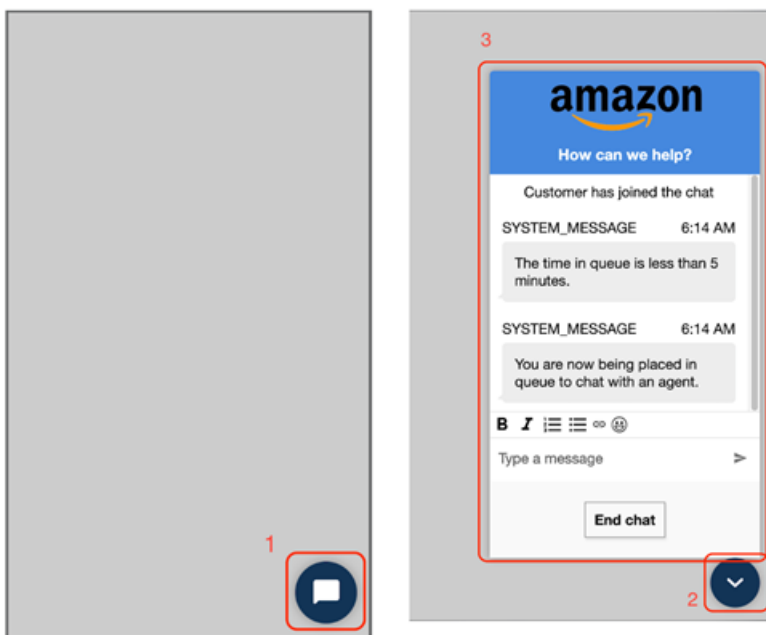 1
3
amazon
How can we help?
Customer has joined the chat
SYSTEM_MESSAGE 6:14 AM
The time in queue is less than 5
minutes.
SYSTEM_MESSAGE 6:14 AM
You are now being placed in
queue to chat with an agent.
B I
Type a message
End chat
2